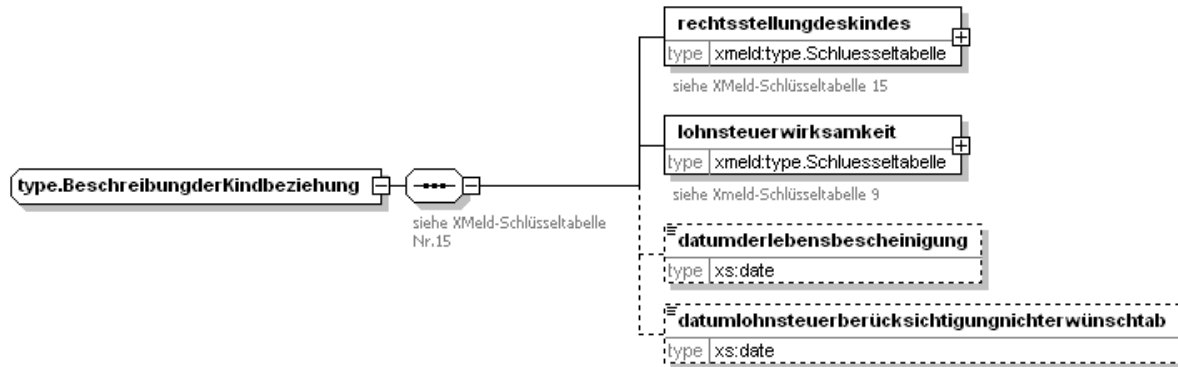 rechtsstellungdeskindes
type xmeld:type.Schluesseltabelle
siehe XMeld-Schlüsseltabelle 15
lohnsteuerwirksamkeit
type xmeld:type.Schluesseltabelle
siehe Xmeld-Schlüsseltabelle 9
type.BeschreibungderKindbeziehung
siehe XMeld-Schlüsseltabelle
Nr.15
datumderlebensbescheinigung
type xs:date
datumlohnsteuerberücksichtigungnichterwünschtab
type xs:date